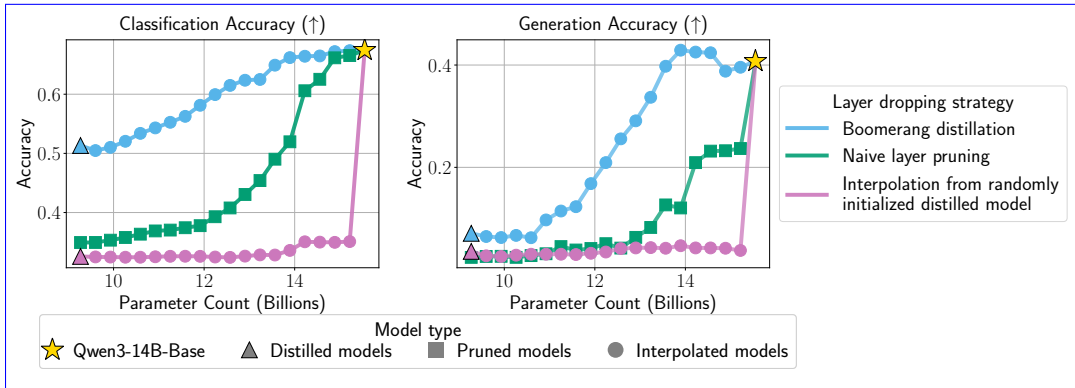 Classification Accuracy (↑)
Accuracy
0.6
0.5
0.4
10
12
14
Parameter Count (Billions)
Generation Accuracy (↑)
Accuracy
0.4
0.2
10
12
14
Parameter Count (Billions)
Layer dropping strategy
Boomerang distillation
Naive layer pruning
Interpolation from randomly
initialized distilled model
Model type
Qwen3-14B-Base
Distilled models
Pruned models
Interpolated models